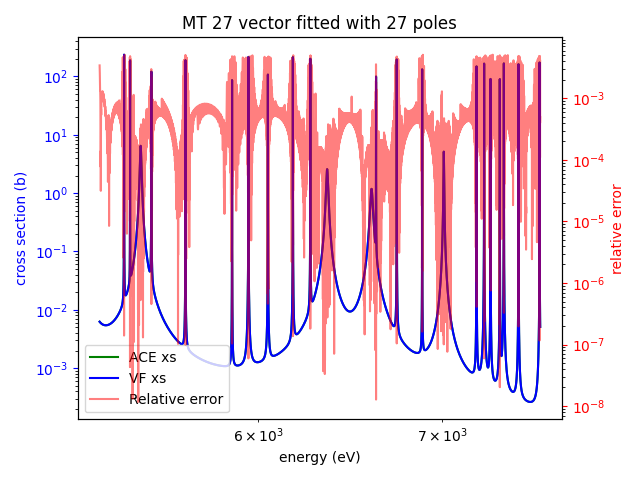 MT 27 vector fitted with 27 poles
cross section (b)
10²
10¹
10⁰
10⁻¹
10⁻²
10⁻³
relative error
10⁻³
10⁻⁴
10⁻⁵
10⁻⁶
10⁻⁷
10⁻⁸
ACE xs
VF xs
Relative error
6 × 10³
7 × 10³
energy (eV)